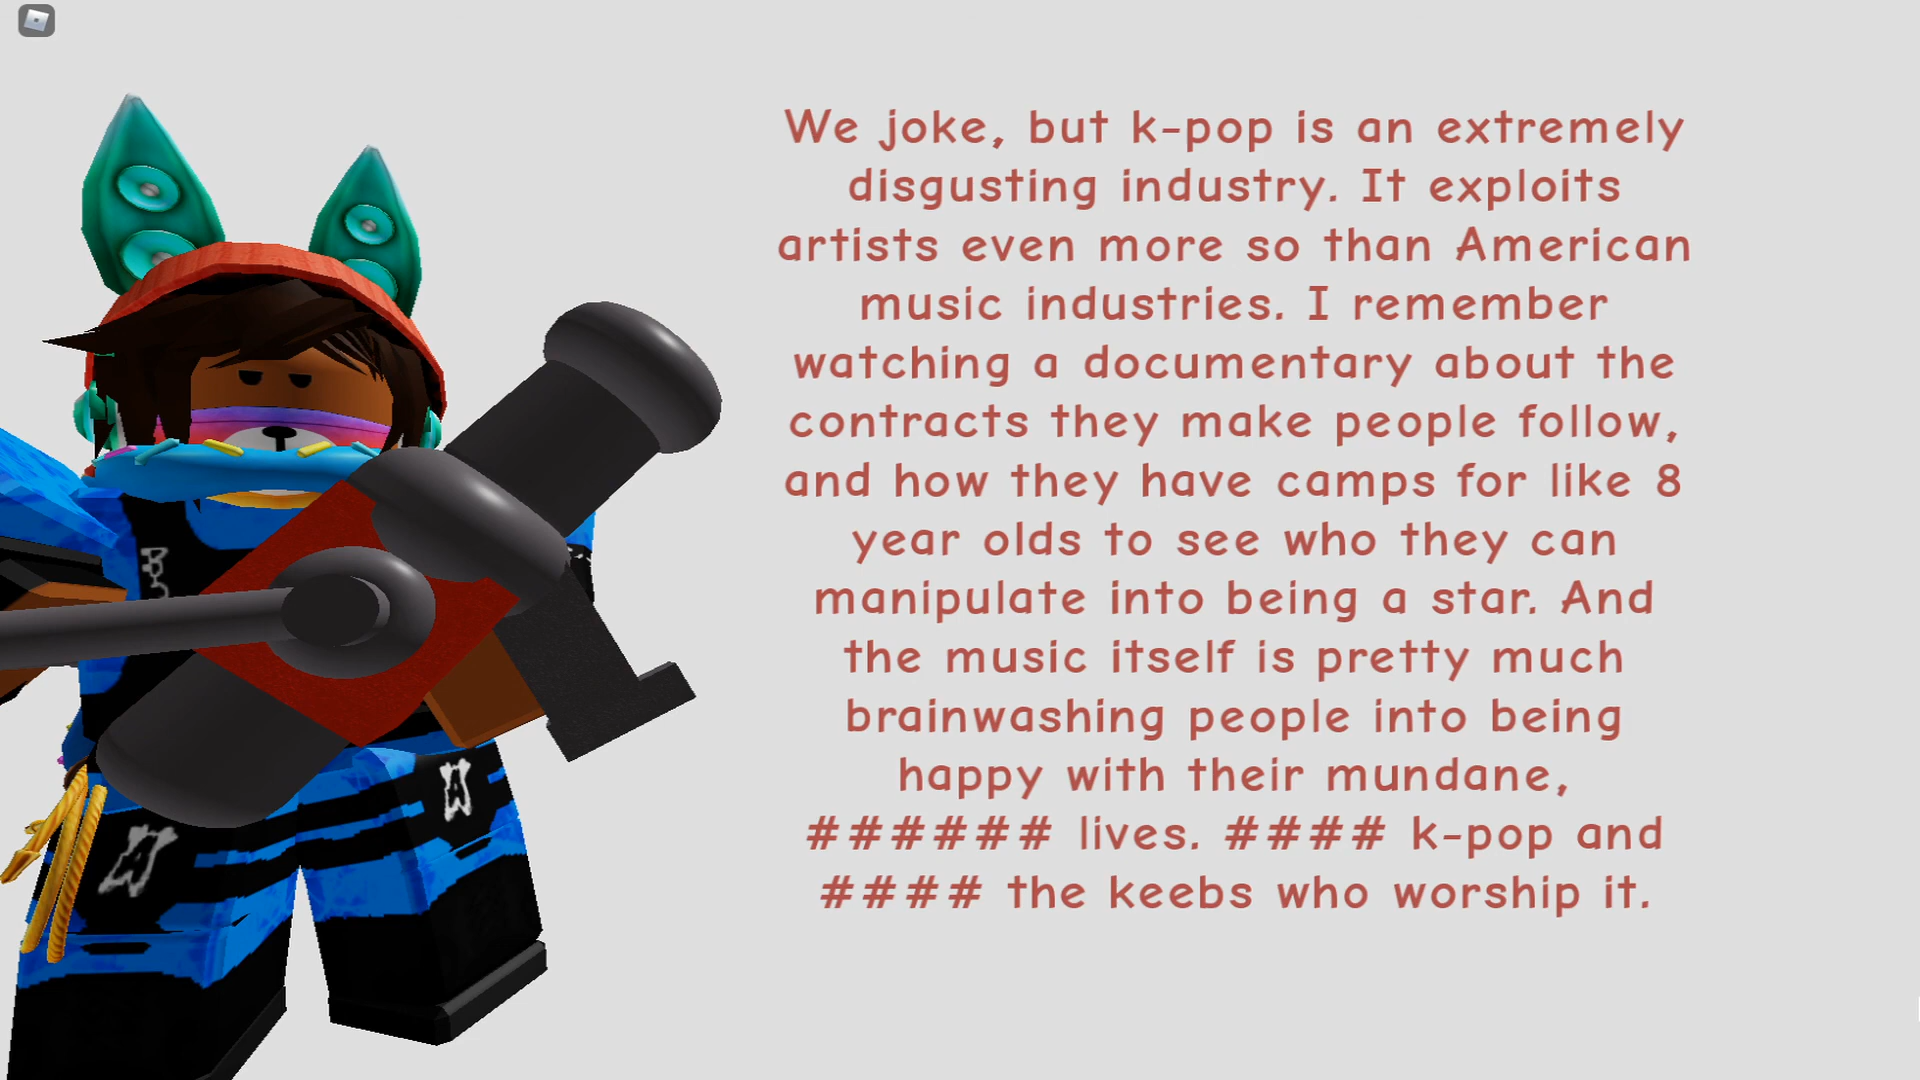 We joke, but k-pop is an extremely
disgusting industry. It exploits
artists even more so than American
music industries. I remember
watching a documentary about the
contracts they make people follow,
and how they have camps for like 8
year olds to see who they can
manipulate into being a star. And
the music itself is pretty much
brainwashing people into being
happy with their mundane,
###### lives. #### k-pop and
#### the keebs who worship it.